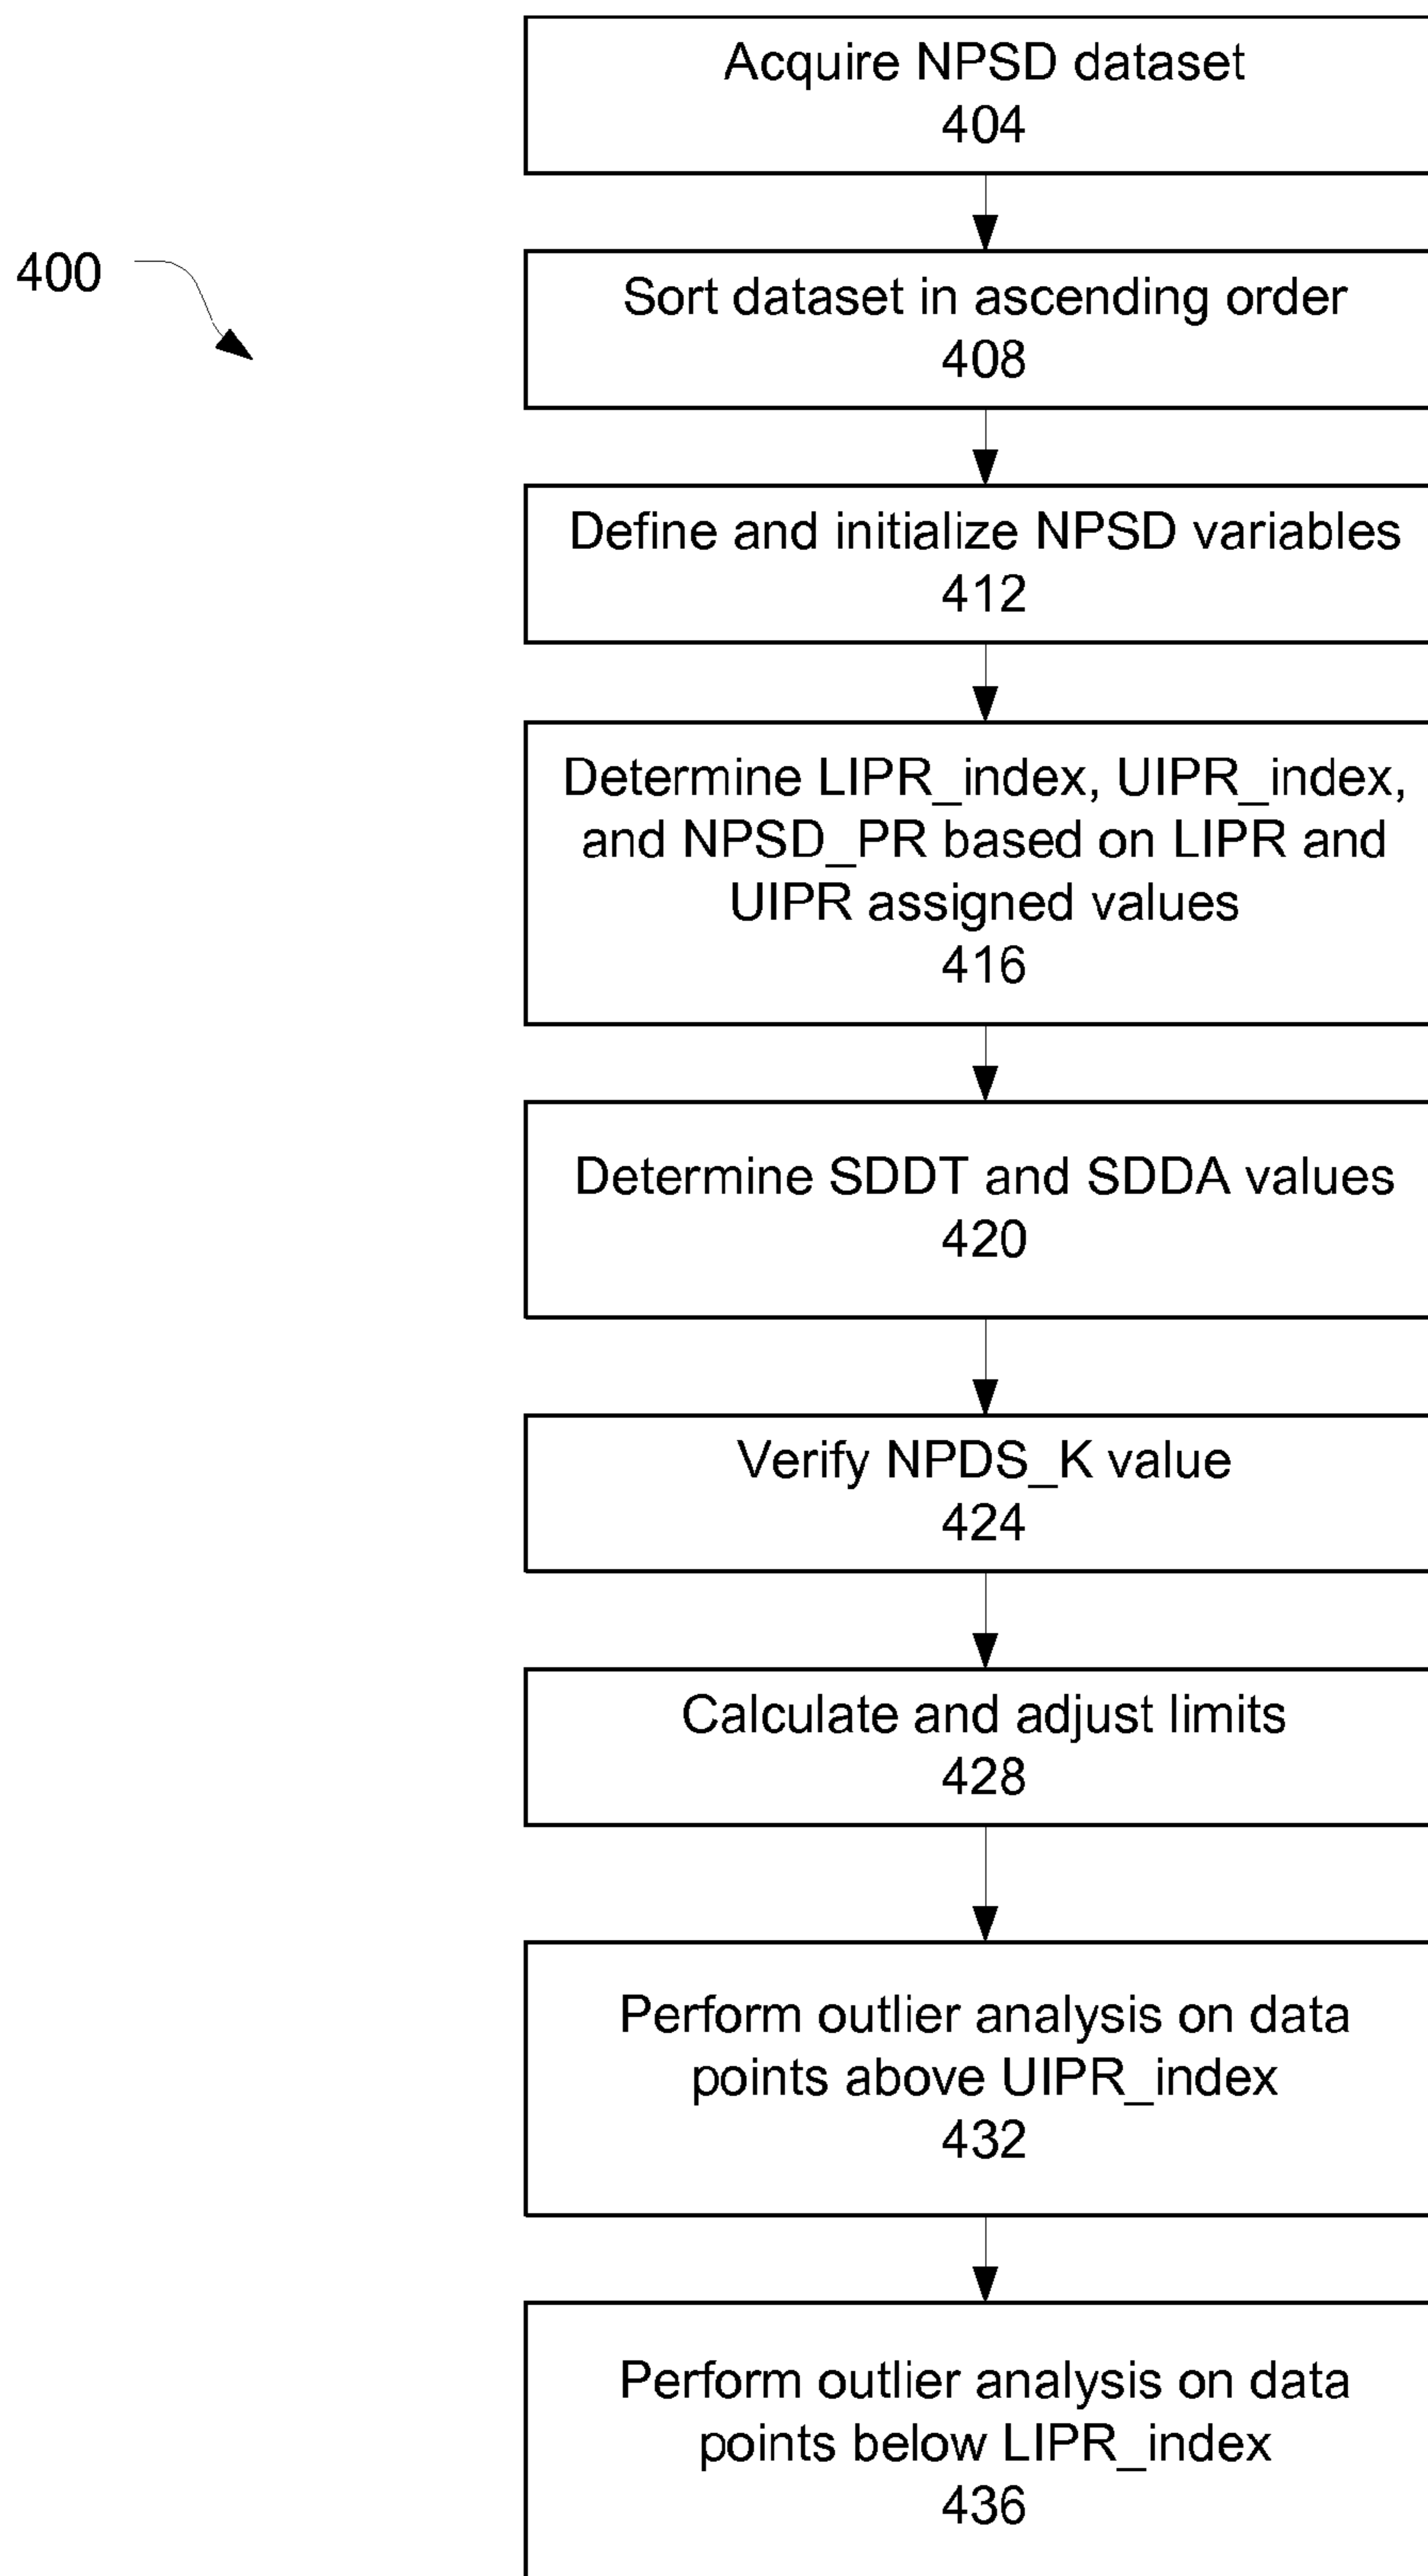 Acquire NPSD dataset
404
400
Sort dataset in ascending order
408
Define and initialize NPSD variables
412
Determine LIPR_index, UIPR_index,
and NPSD_PR based on LIPR and
UIPR assigned values
416
Determine SDDT and SDDA values
420
Verify NPDS_K value
424
Calculate and adjust limits
428
Perform outlier analysis on data
points above UIPR_index
432
Perform outlier analysis on data
points below LIPR_index
436